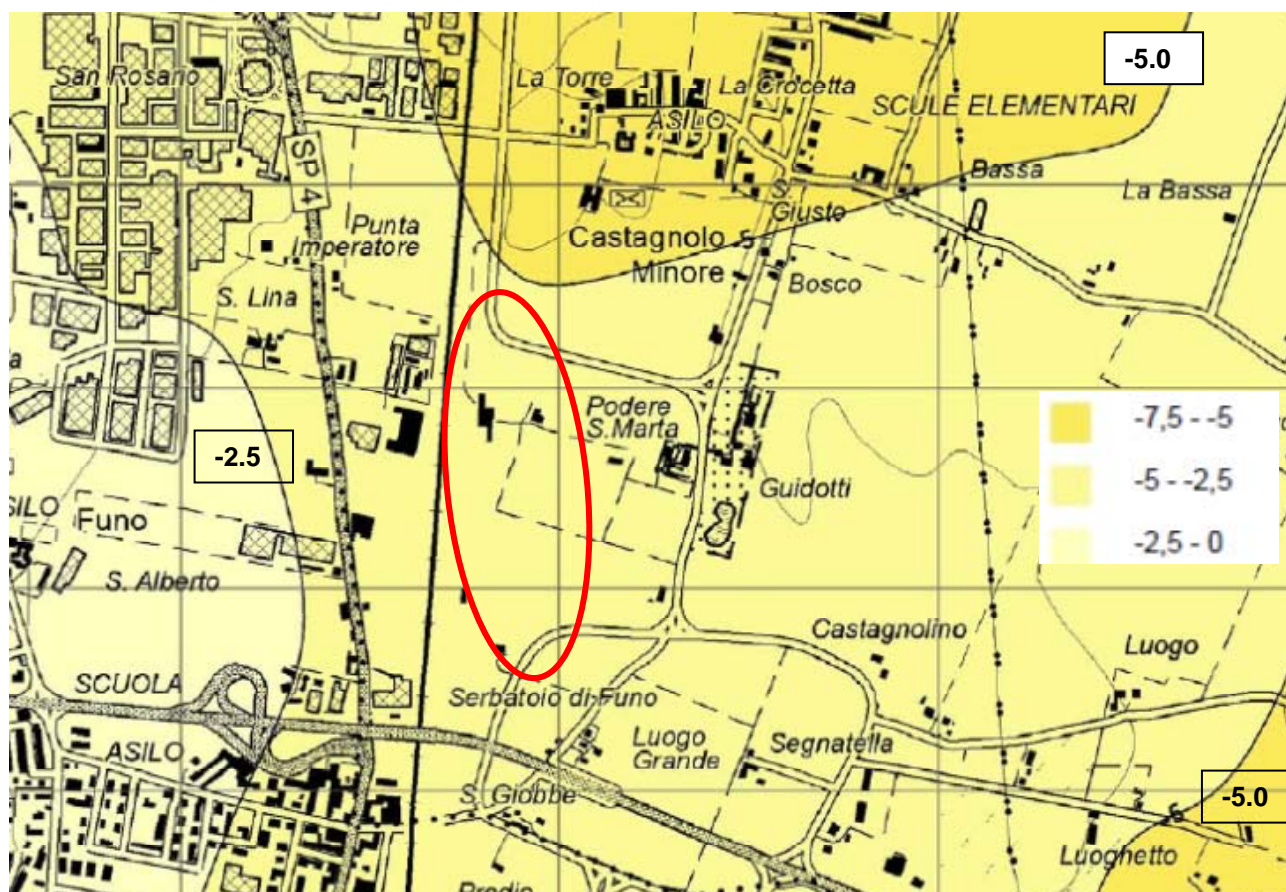 -5.0
San Rosario
La Torre
La Crocetta
SCULE ELEMENTARI
ASILO
SP 4
Bassa
La Bassa
S.
Giusto
Punta
Imperatore
Castagnolo
Minore
5
S. Lina
Bosco
a
Podere
S.Marta
-7,5 - -5
-5 - -2,5
-2,5 - 0
-2.5
Guidotti
SILO
Funo
S. Alberto
Castagnolino
Luogo
SCUOLA
Serbatoio di Funo
Luogo
Grande
Segnatella
ASILO
S. Giobbe
-5.0
Luoghetto